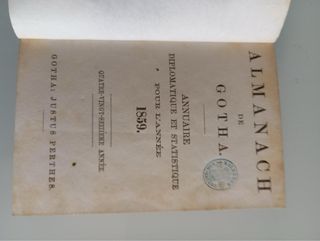 ALMANACH
DE
GOTHA.
ANNUAIRE
DIPLOMATIQUE ET STATISTIQUE
POUR L'ANNÉE
1859.
QUATRE-VINGT-SEIZIÈME ANNÉE.
GOTHA: JUSTUS PERTHES.